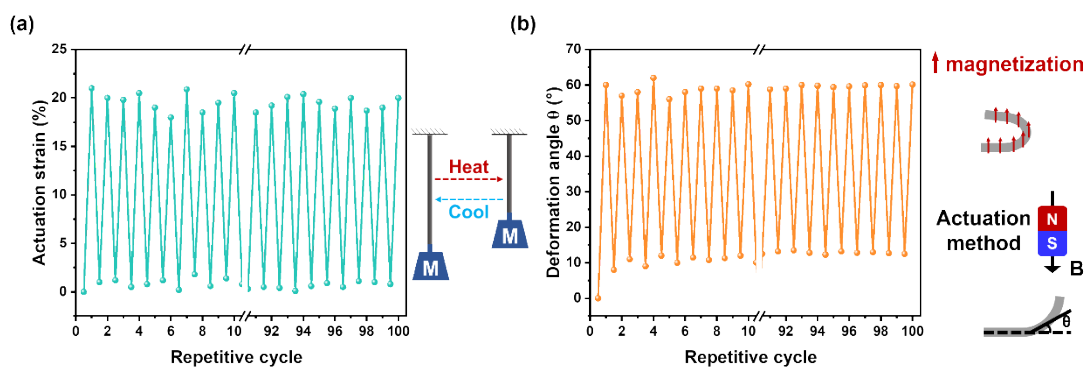 (a)
Actuation strain (%)
25
20
15
10
5
0
0 2 4 6 8 10 92 94 96 98 100
Repetitive cycle
Heat
Cool
M
M
(b)
Deformation angle θ (°)
70
60
50
40
30
20
10
0
0 2 4 6 8 10 92 94 96 98 100
Repetitive cycle
magnetization
Actuation
method
N
S
B
θ